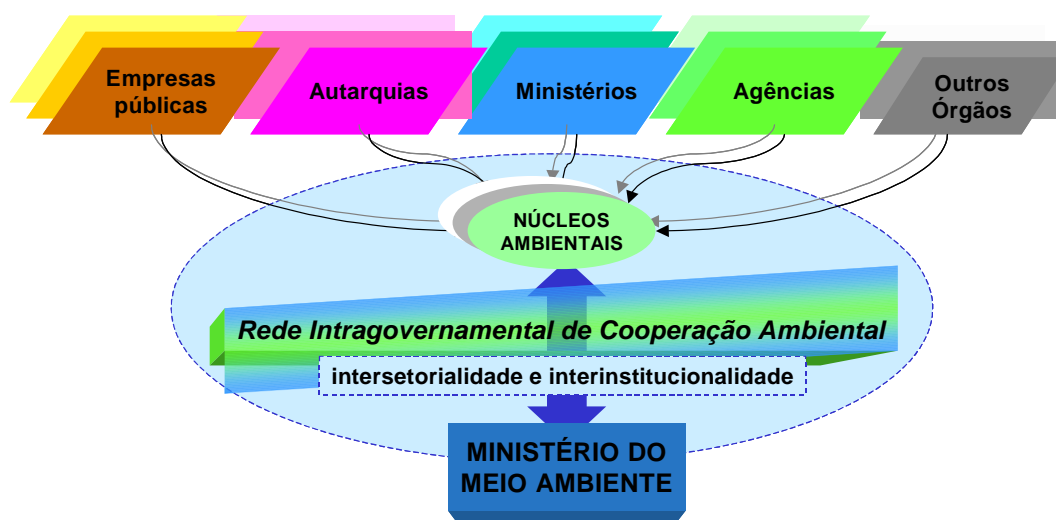 Empresas
públicas
Autarquias
Ministérios
Agências
Outros
Órgãos
NÚCLEOS
AMBIENTAIS
Rede Intragovernamental de Cooperação Ambiental
intersetorialidade e interinstitucionalidade
MINISTÉRIO DO
MEIO AMBIENTE